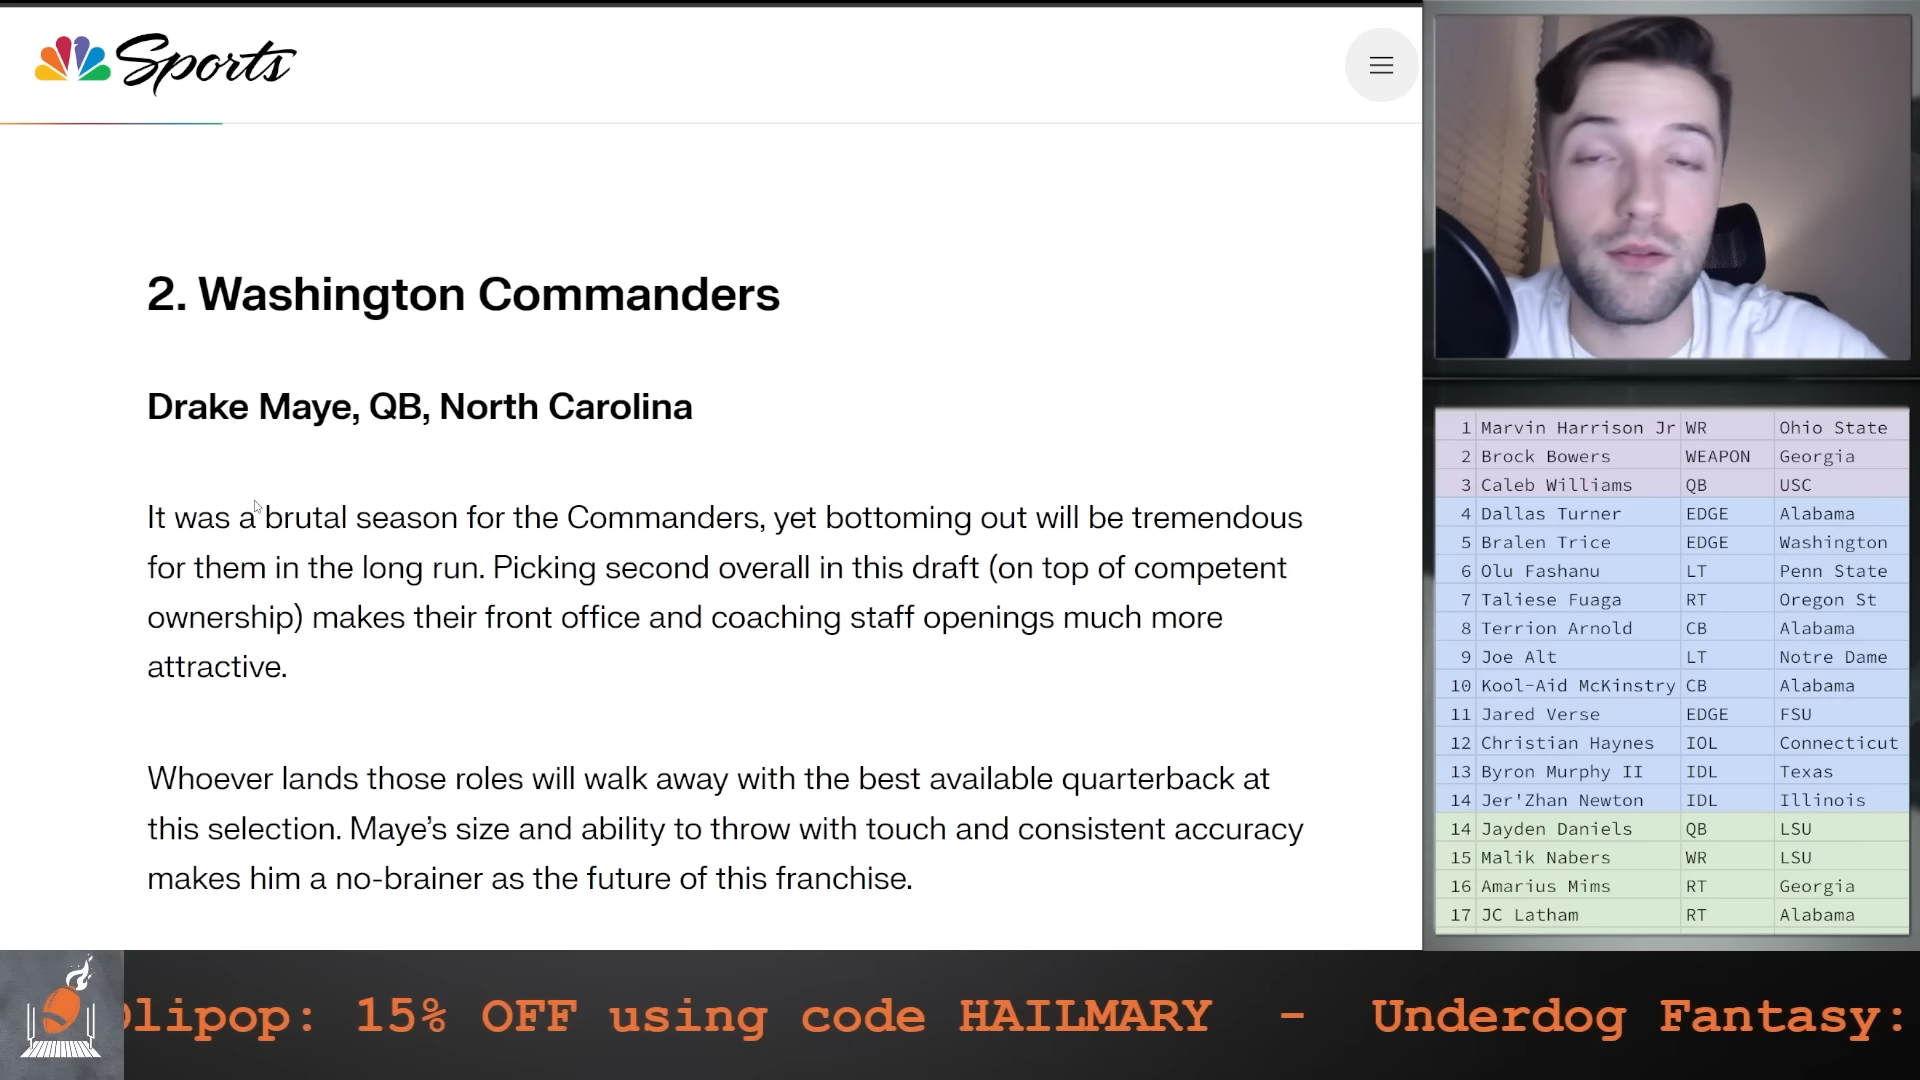 Sports
2. Washington Commanders
Drake Maye, QB, North Carolina
It was a brutal season for the Commanders, yet bottoming out will be tremendous
for them in the long run. Picking second overall in this draft (on top of competent
ownership) makes their front office and coaching staff openings much more
attractive.
Whoever lands those roles will walk away with the best available quarterback at
this selection. Maye’s size and ability to throw with touch and consistent accuracy
makes him a no-brainer as the future of this franchise.
1 Marvin Harrison Jr WR Ohio State
2 Brock Bowers WEAPON Georgia
3 Caleb Williams QB USC
4 Dallas Turner EDGE Alabama
5 Bralen Trice EDGE Washington
6 Olu Fashanu LT Penn State
7 Taliese Fuaga RT Oregon St
8 Terrion Arnold CB Alabama
9 Joe Alt LT Notre Dame
10 Kool-Aid McKinstry CB Alabama
11 Jared Verse EDGE FSU
12 Christian Haynes IOL Connecticut
13 Byron Murphy II IDL Texas
14 Jer'Zhan Newton IDL Illinois
14 Jayden Daniels QB LSU
15 Malik Nabers WR LSU
16 Amarius Mims RT Georgia
17 JC Latham RT Alabama
Olipop: 15% OFF using code HAILMARY - Underdog Fantasy: